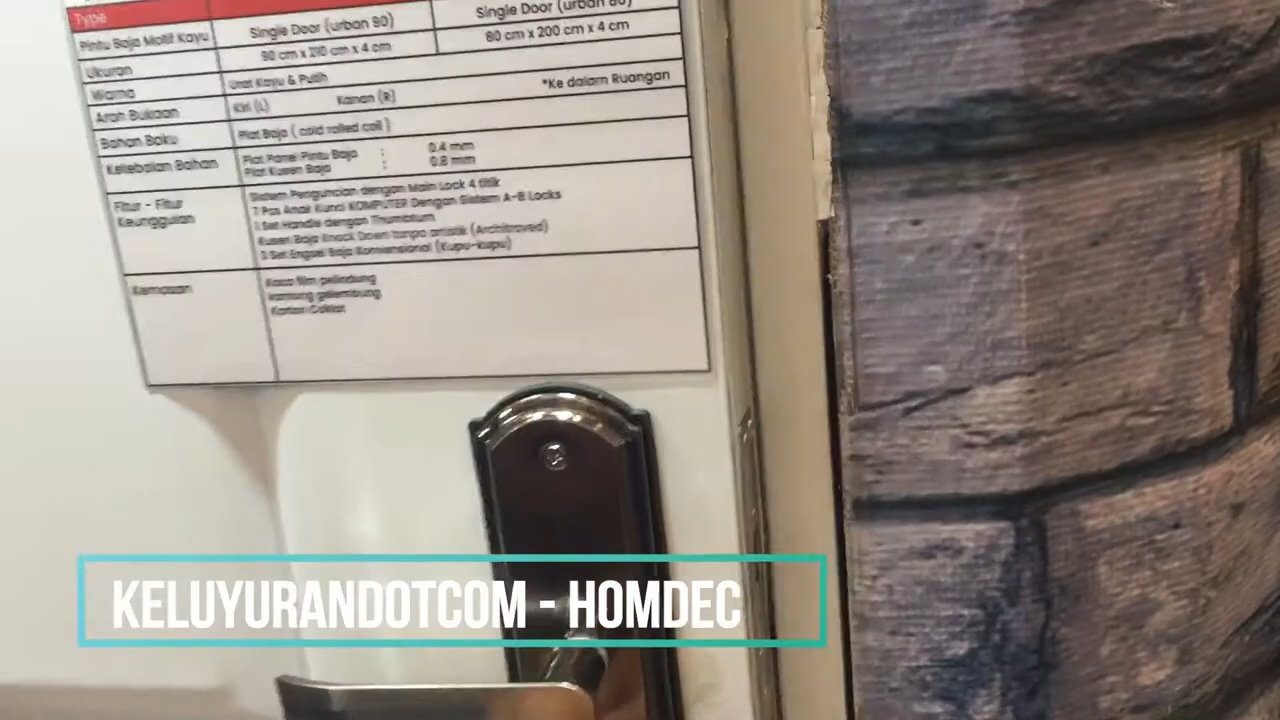 Type
Pintu Baja Motif Kayu Single Door (urban 90) Single Door (urban 80)
Ukuran 90 cm x 210 cm x 4 cm 80 cm x 200 cm x 4 cm
Warna Urat Kayu & Putih
Arah Bukaan Kiri (L) Kanan (R) *Ke dalam Ruangan
Bahan Baku Plat Baja ( cold rolled coil )
Ketebalan Bahan Plat Panel Pintu Baja : 0.4 mm
Plat Kusen Baja : 0.8 mm
Fitur - Fitur Sistem Penguncian dengan Main Lock 4 titik
Keunggulan 7 Pcs Anak Kunci KOMPUTER Dengan Sistem A-B Locks
1 Set Handle dengan Thumbturn
Kusen Baja Knock Down tanpa artistik (Architraved)
3 Set Engsel Baja Konvensional (Kupu-kupu)
Kemasan Kaca film pelindung
kantung gelembung
Karton Coklat
KELUYURANDOTCOM - HOMDEC